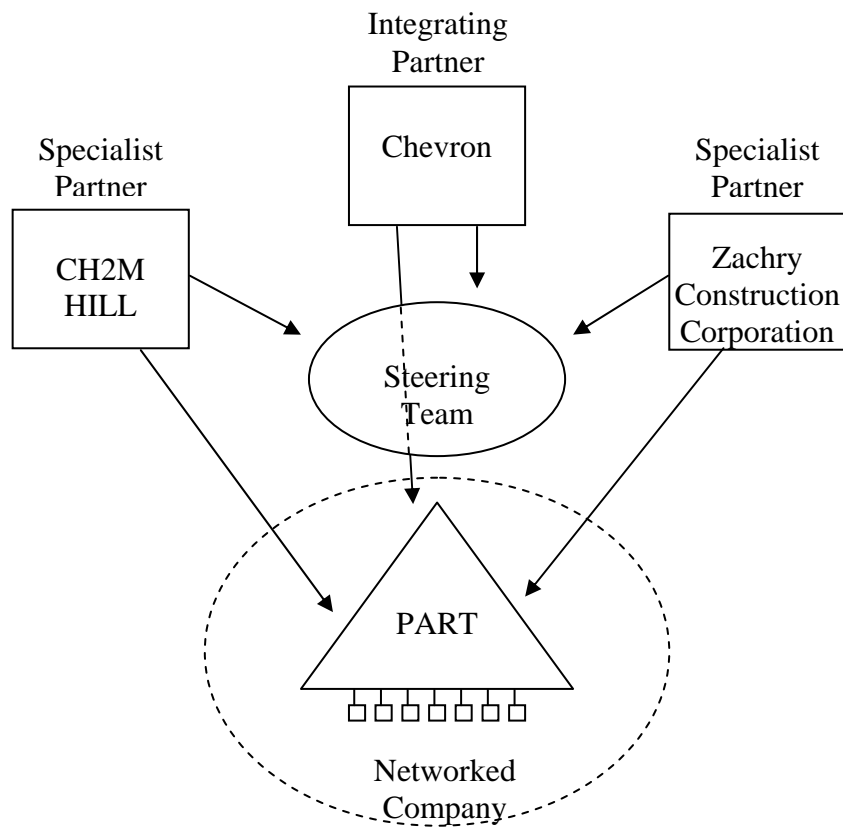 Integrating
Partner
Chevron
Specialist
Partner
CH2M
HILL
Specialist
Partner
Zachry
Construction
Corporation
Steering
Team
PART
Networked
Company